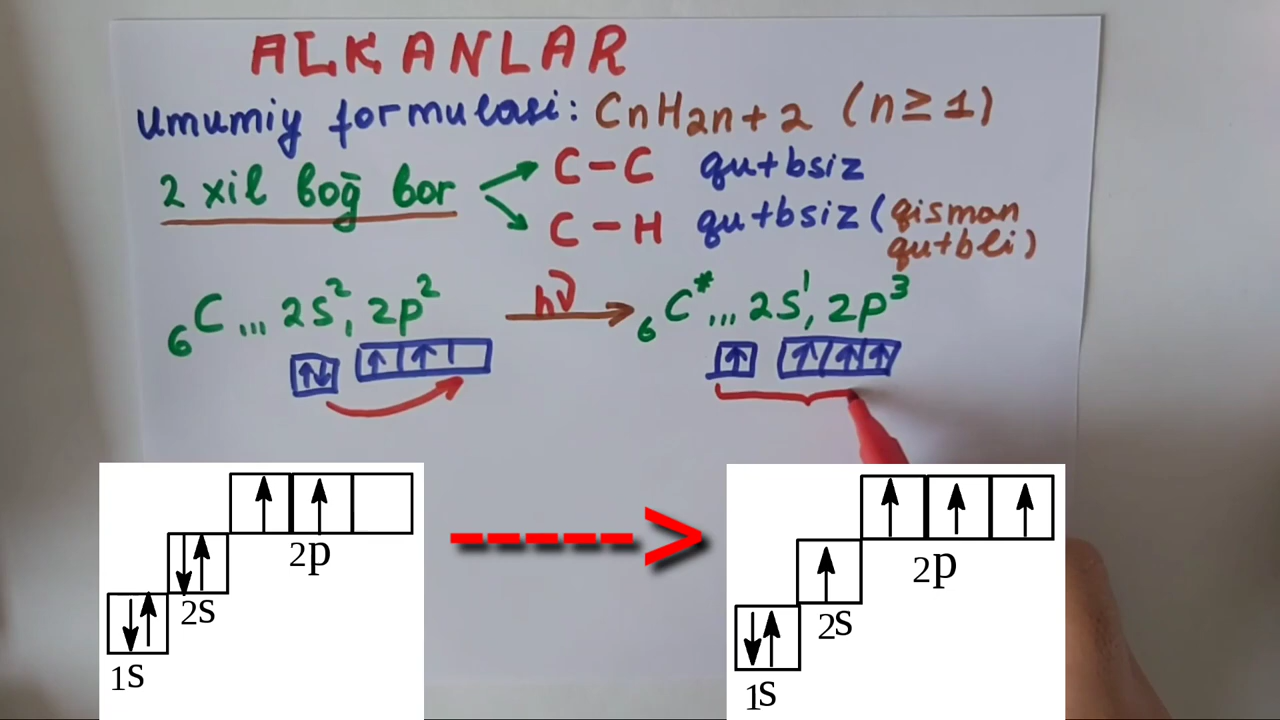 ALKANLAR
Umumiy formulasi: CnH2n+2 (n≥1)
2 xil boḡ bor
C-C qutbsiz
C-H qutbsiz (qisman
qutbli)
6C ... 2s², 2p² hν 6C* ... 2s¹, 2p³
2p
2s
1s
2p
2s
1s